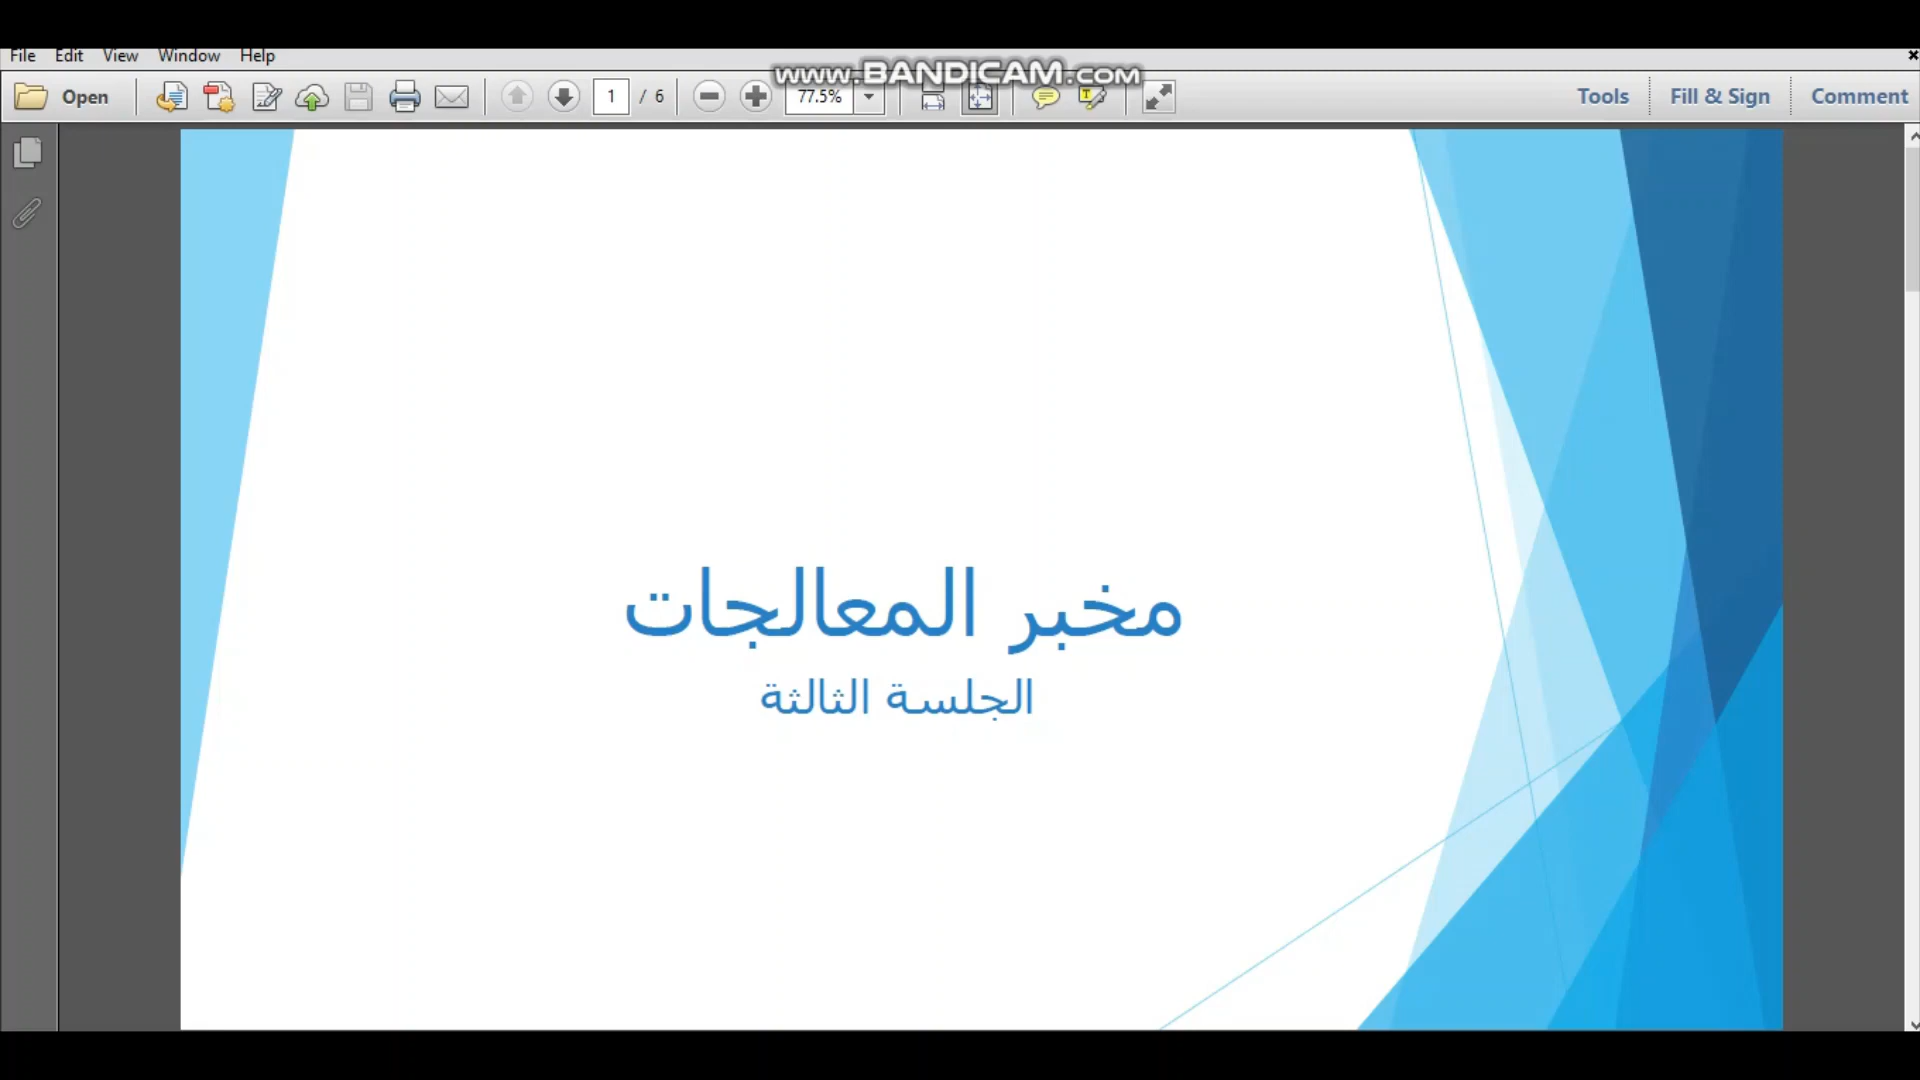 File Edit View Window Help
www.BANDICAM.com
Open 1 / 6 77.5% Tools Fill & Sign Comment
مخبر المعالجات
الجلسة الثالثة